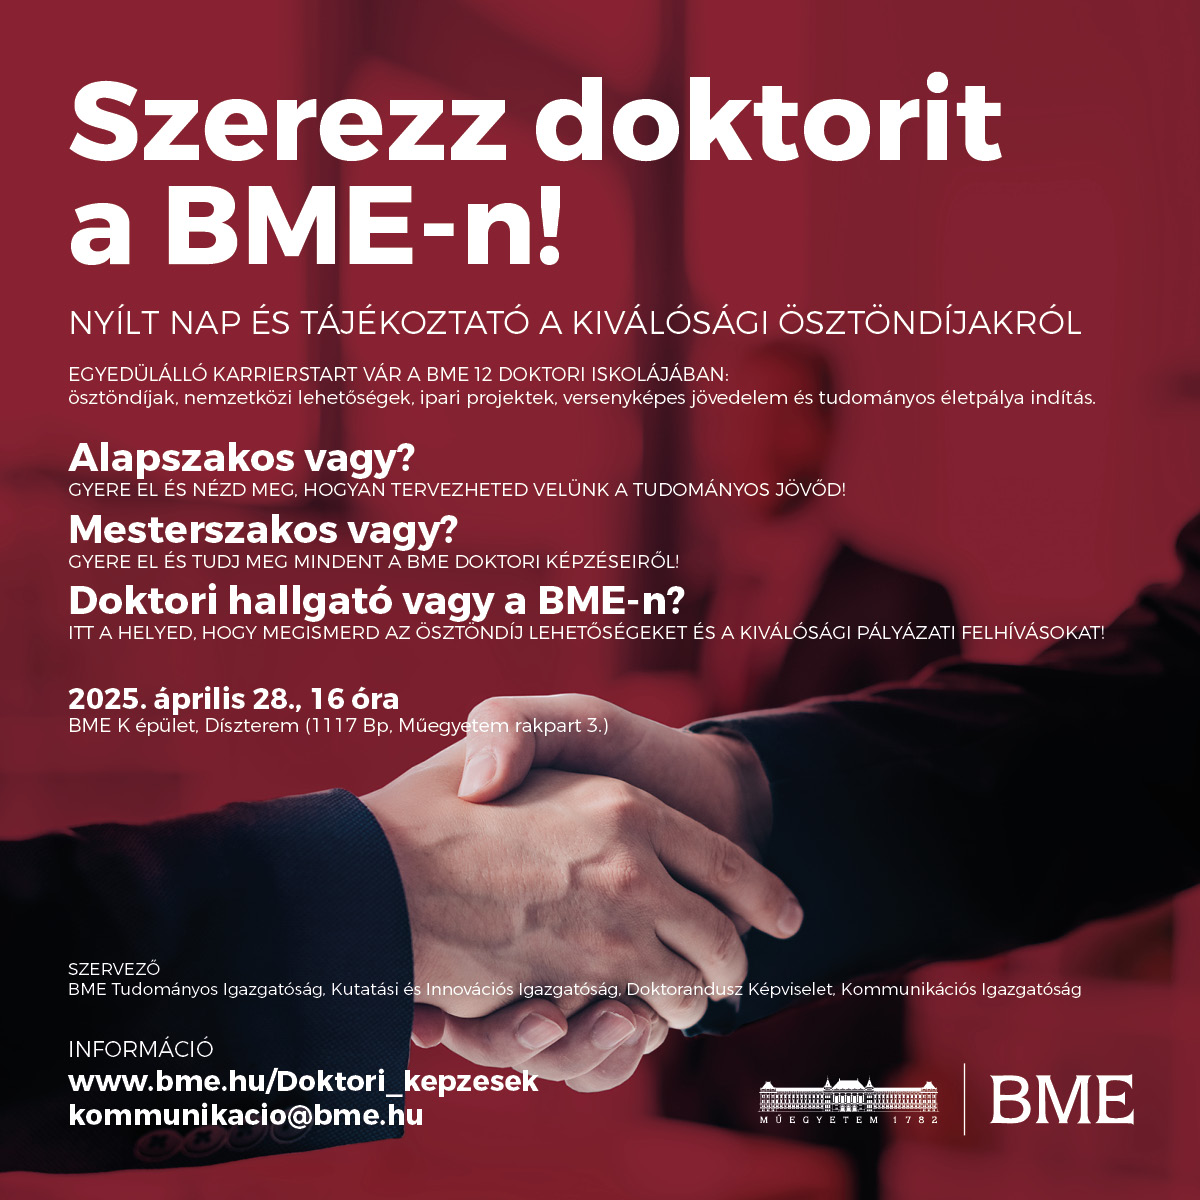 Szerezz doktorit
a BME-n!
NYÍLT NAP ÉS TÁJÉKOZTATÓ A KIVÁLÓSÁGI ÖSZTÖNDÍJAKRÓL
EGYEDÜLÁLLÓ KARRIERSTART VÁR A BME 12 DOKTORI ISKOLÁJÁBAN:
ösztöndíjak, nemzetközi lehetőségek, ipari projektek, versenyképes jövedelem és tudományos életpálya indítás.
Alapszakos vagy?
GYERE EL ÉS NÉZD MEG, HOGYAN TERVEZHETED VELÜNK A TUDOMÁNYOS JÖVŐD!
Mesterszakos vagy?
GYERE EL ÉS TUDJ MEG MINDENT A BME DOKTORI KÉPZÉSEIRŐL!
Doktori hallgató vagy a BME-n?
ITT A HELYED, HOGY MEGISMERD AZ ÖSZTÖNDÍJ LEHETŐSÉGEKET ÉS A KIVÁLÓSÁGI PÁLYÁZATI FELHÍVÁSOKAT!
2025. április 28., 16 óra
BME K épület, Díszterem (1117 Bp, Műegyetem rakpart 3.)
SZERVEZŐ
BME Tudományos Igazgatóság, Kutatási és Innovációs Igazgatóság, Doktorandusz Képviselet, Kommunikációs Igazgatóság
INFORMÁCIÓ
www.bme.hu/Doktori_kepzesek
kommunikacio@bme.hu
MŰEGYETEM 1782
BME